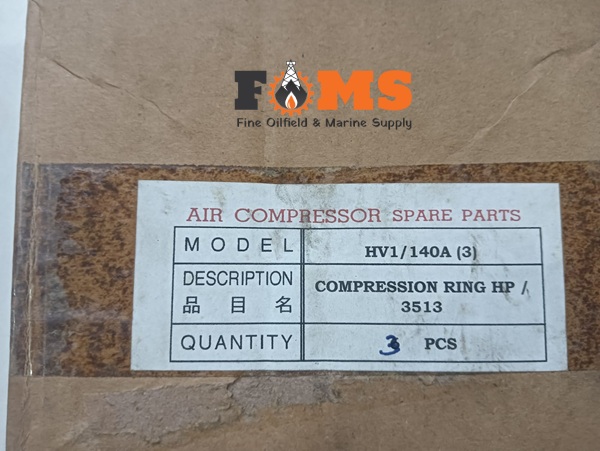 FOMS
Fine Oilfield & Marine Supply
AIR COMPRESSOR SPARE PARTS
MODEL HV1/140A (3)
DESCRIPTION COMPRESSION RING HP /
品目名 3513
QUANTITY 3 PCS